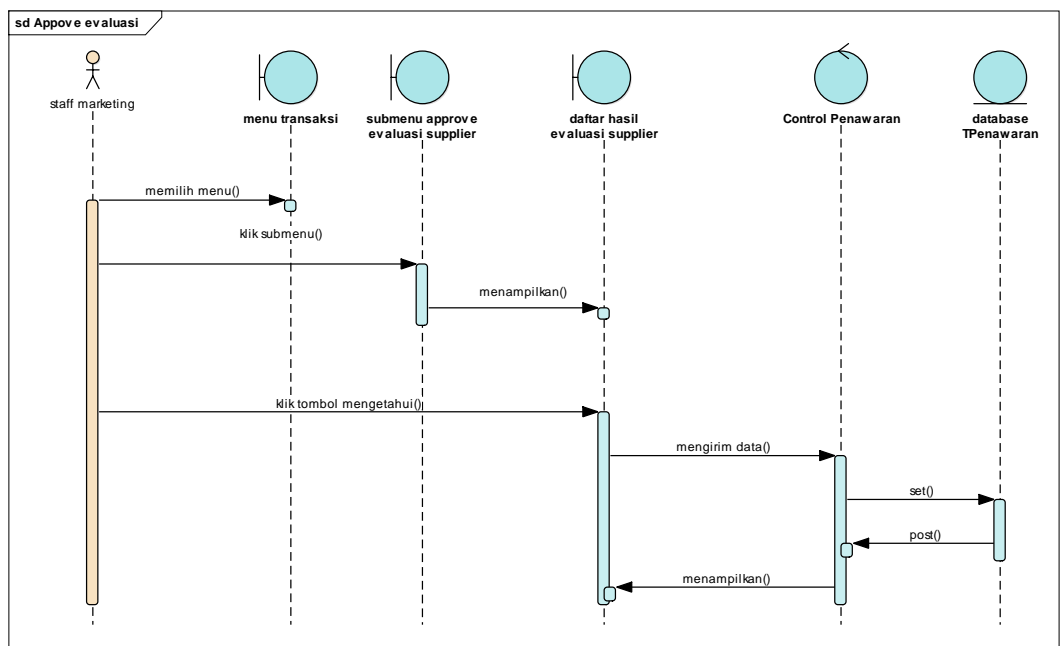 sd Appove evaluasi
staff marketing
menu transaksi
submenu approve
evaluasi supplier
daftar hasil
evaluasi supplier
Control Penawaran
database
TPenawaran
memilih menu()
klik submenu()
menampilkan()
klik tombol mengetahui()
mengirim data()
set()
post()
menampilkan()